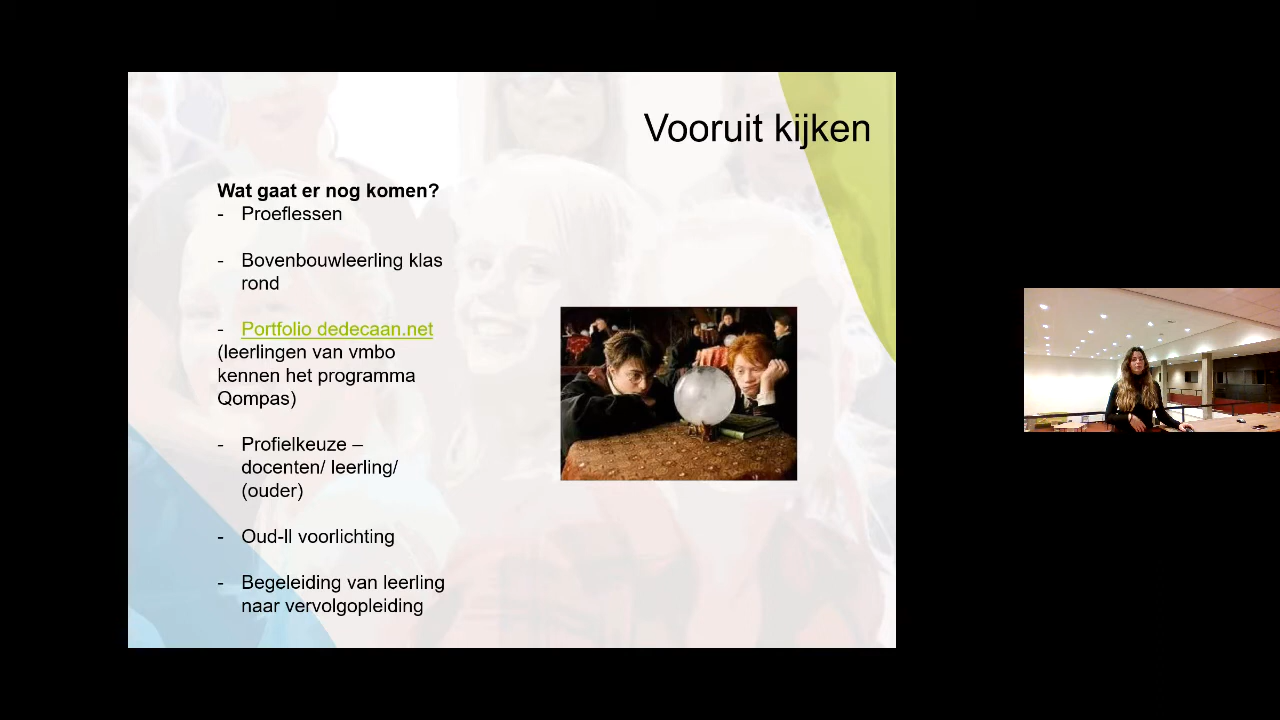 Vooruit kijken
Wat gaat er nog komen?
- Proeflessen
- Bovenbouwleerling klas
rond
- Portfolio dedecaan.net
(leerlingen van vmbo
kennen het programma
Qompas)
- Profielkeuze –
docenten/ leerling/
(ouder)
- Oud-ll voorlichting
- Begeleiding van leerling
naar vervolgopleiding